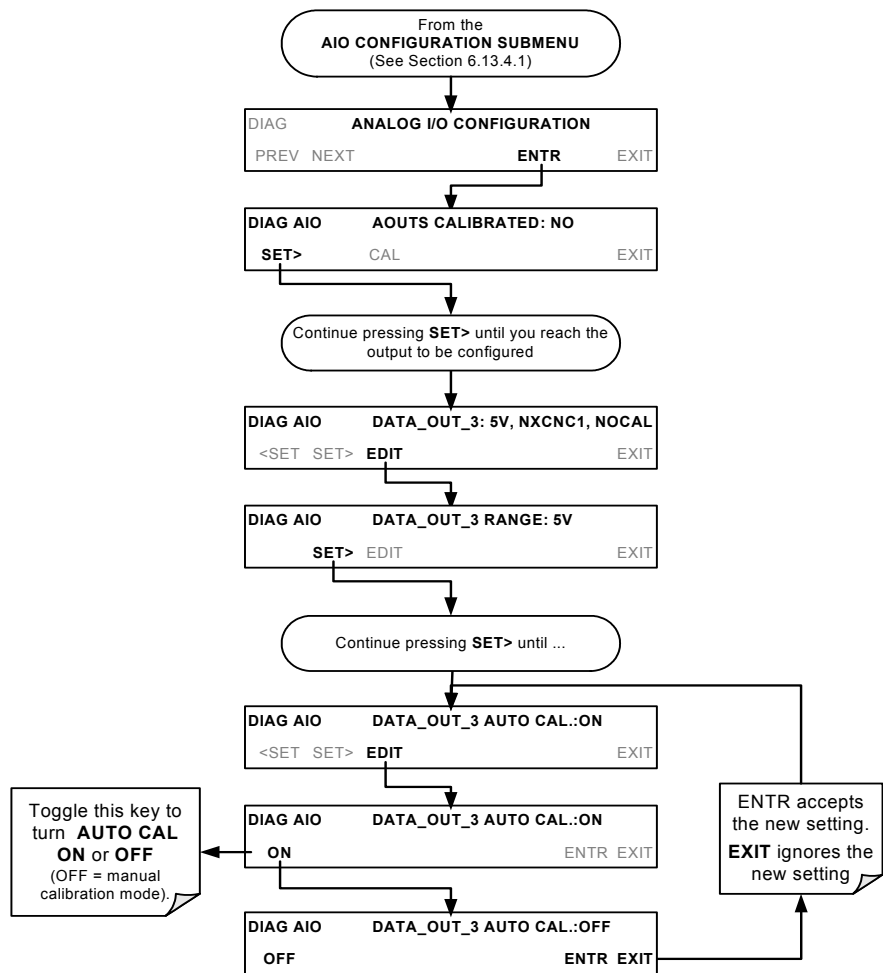 From the
AIO CONFIGURATION SUBMENU
(See Section 6.13.4.1)
DIAG ANALOG I/O CONFIGURATION
PREV NEXT ENTR EXIT
DIAG AIO AOUTS CALIBRATED: NO
SET> CAL EXIT
Continue pressing SET> until you reach the
output to be configured
DIAG AIO DATA_OUT_3: 5V, NXCNC1, NOCAL
<SET SET> EDIT EXIT
DIAG AIO DATA_OUT_3 RANGE: 5V
SET> EDIT EXIT
Continue pressing SET> until ...
DIAG AIO DATA_OUT_3 AUTO CAL.:ON
<SET SET> EDIT EXIT
Toggle this key to
turn AUTO CAL
ON or OFF
(OFF = manual
calibration mode).
DIAG AIO DATA_OUT_3 AUTO CAL.:ON
ON ENTR EXIT
ENTR accepts
the new setting.
EXIT ignores the
new setting
DIAG AIO DATA_OUT_3 AUTO CAL.:OFF
OFF ENTR EXIT